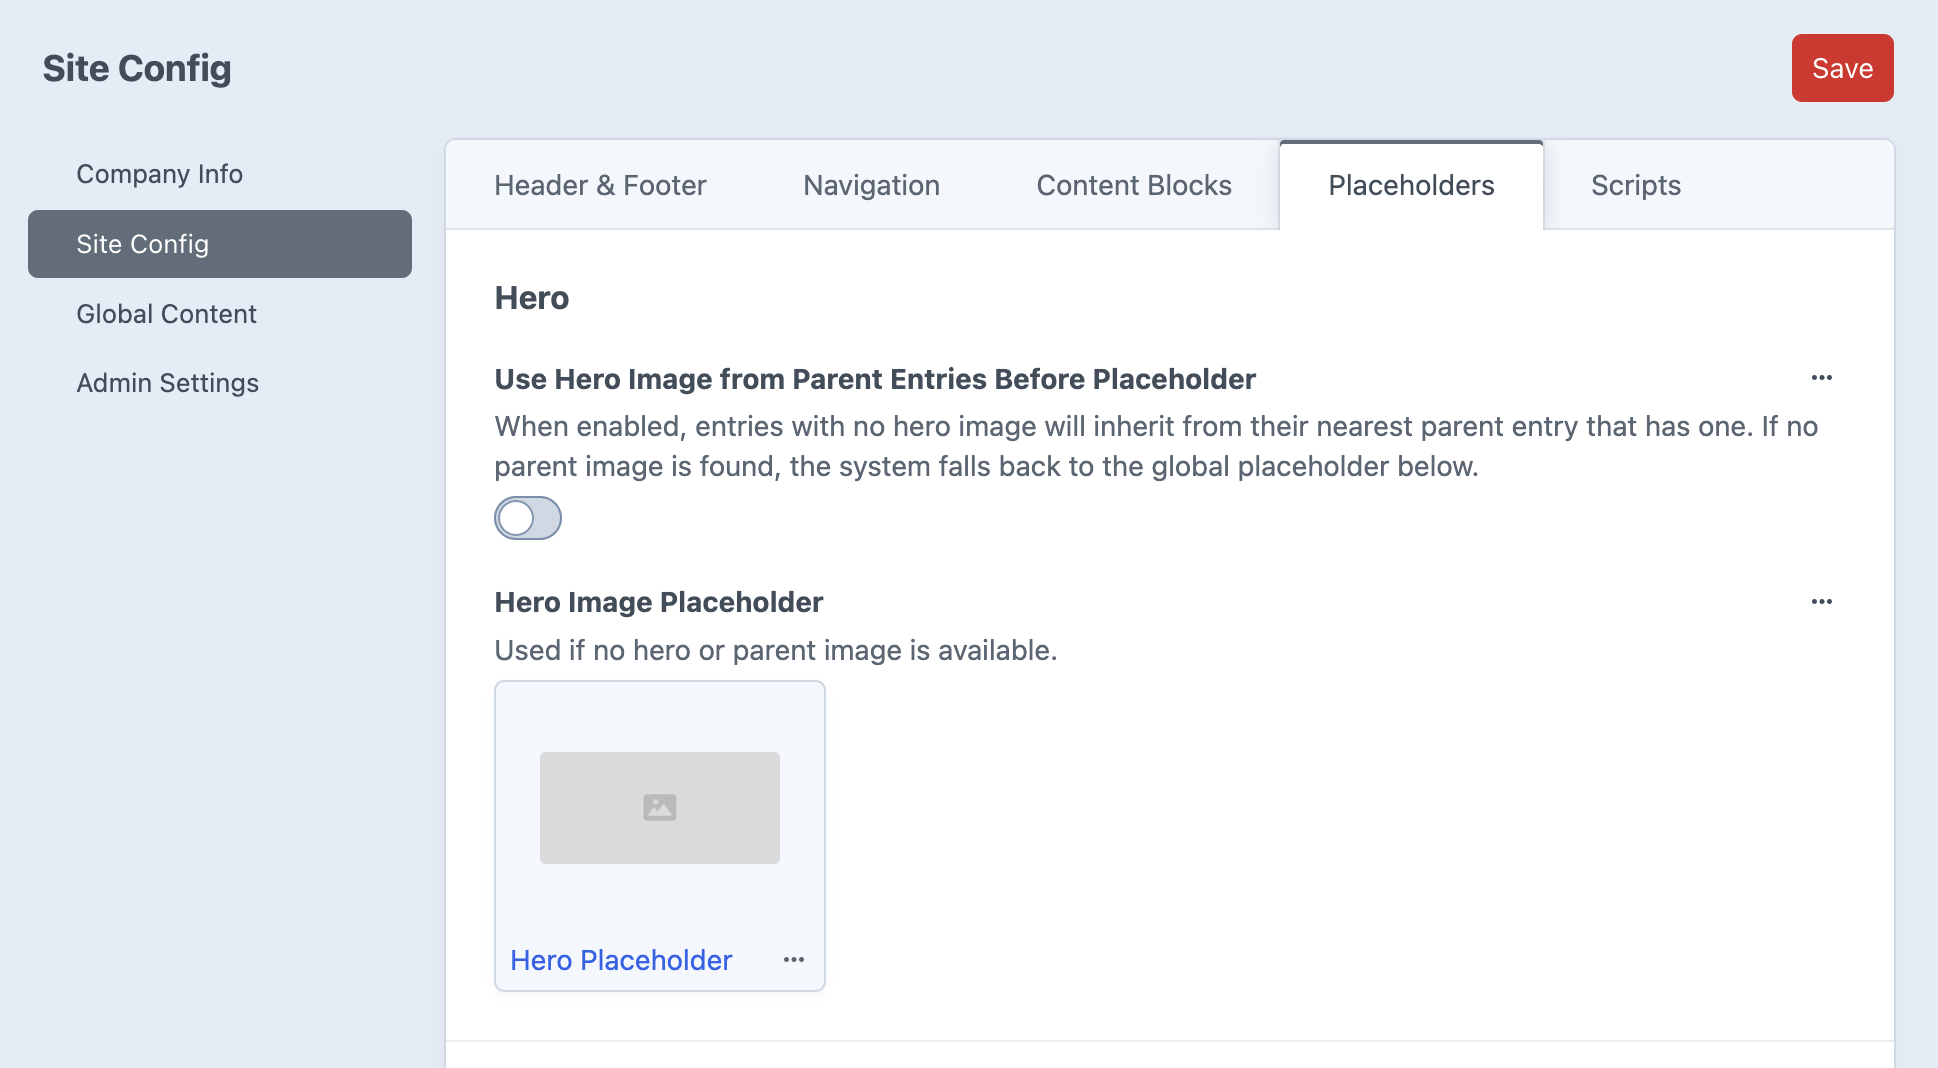 Site Config
Save
Company Info
Site Config
Global Content
Admin Settings
Header & Footer
Navigation
Content Blocks
Placeholders
Scripts
Hero
Use Hero Image from Parent Entries Before Placeholder
When enabled, entries with no hero image will inherit from their nearest parent entry that has one. If no
parent image is found, the system falls back to the global placeholder below.
Hero Image Placeholder
Used if no hero or parent image is available.
Hero Placeholder